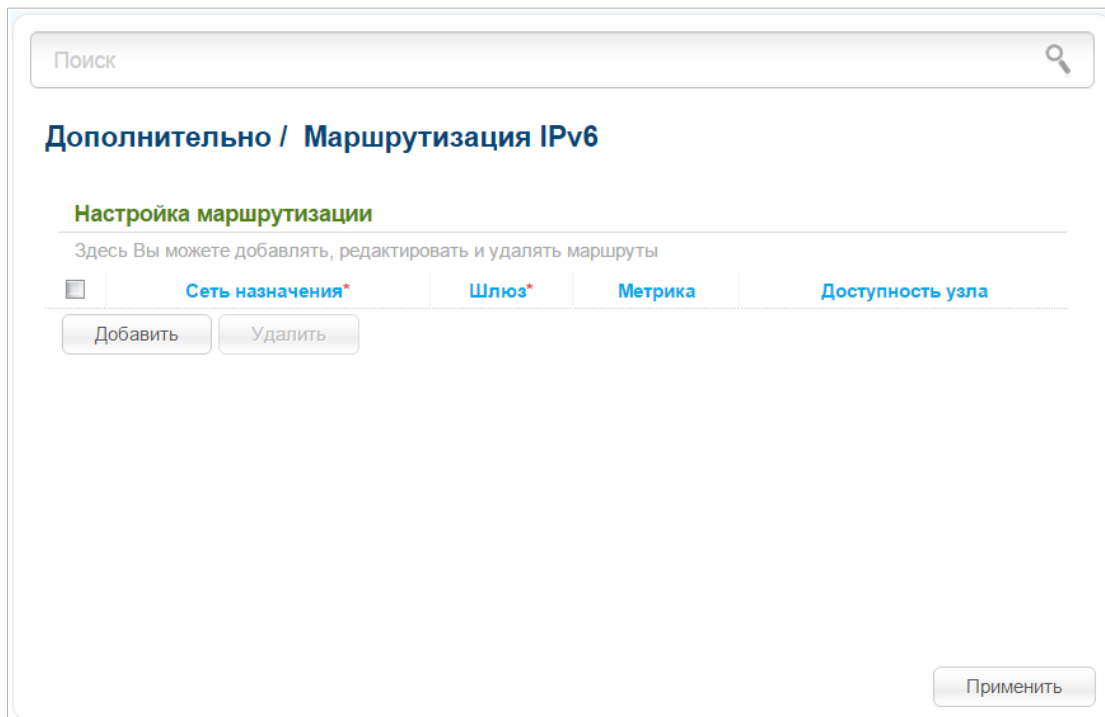 Поиск
Дополнительно / Маршрутизация IPv6
Настройка маршрутизации
Здесь Вы можете добавлять, редактировать и удалять маршруты
Сеть назначения* Шлюз* Метрика Доступность узла
Добавить Удалить
Применить